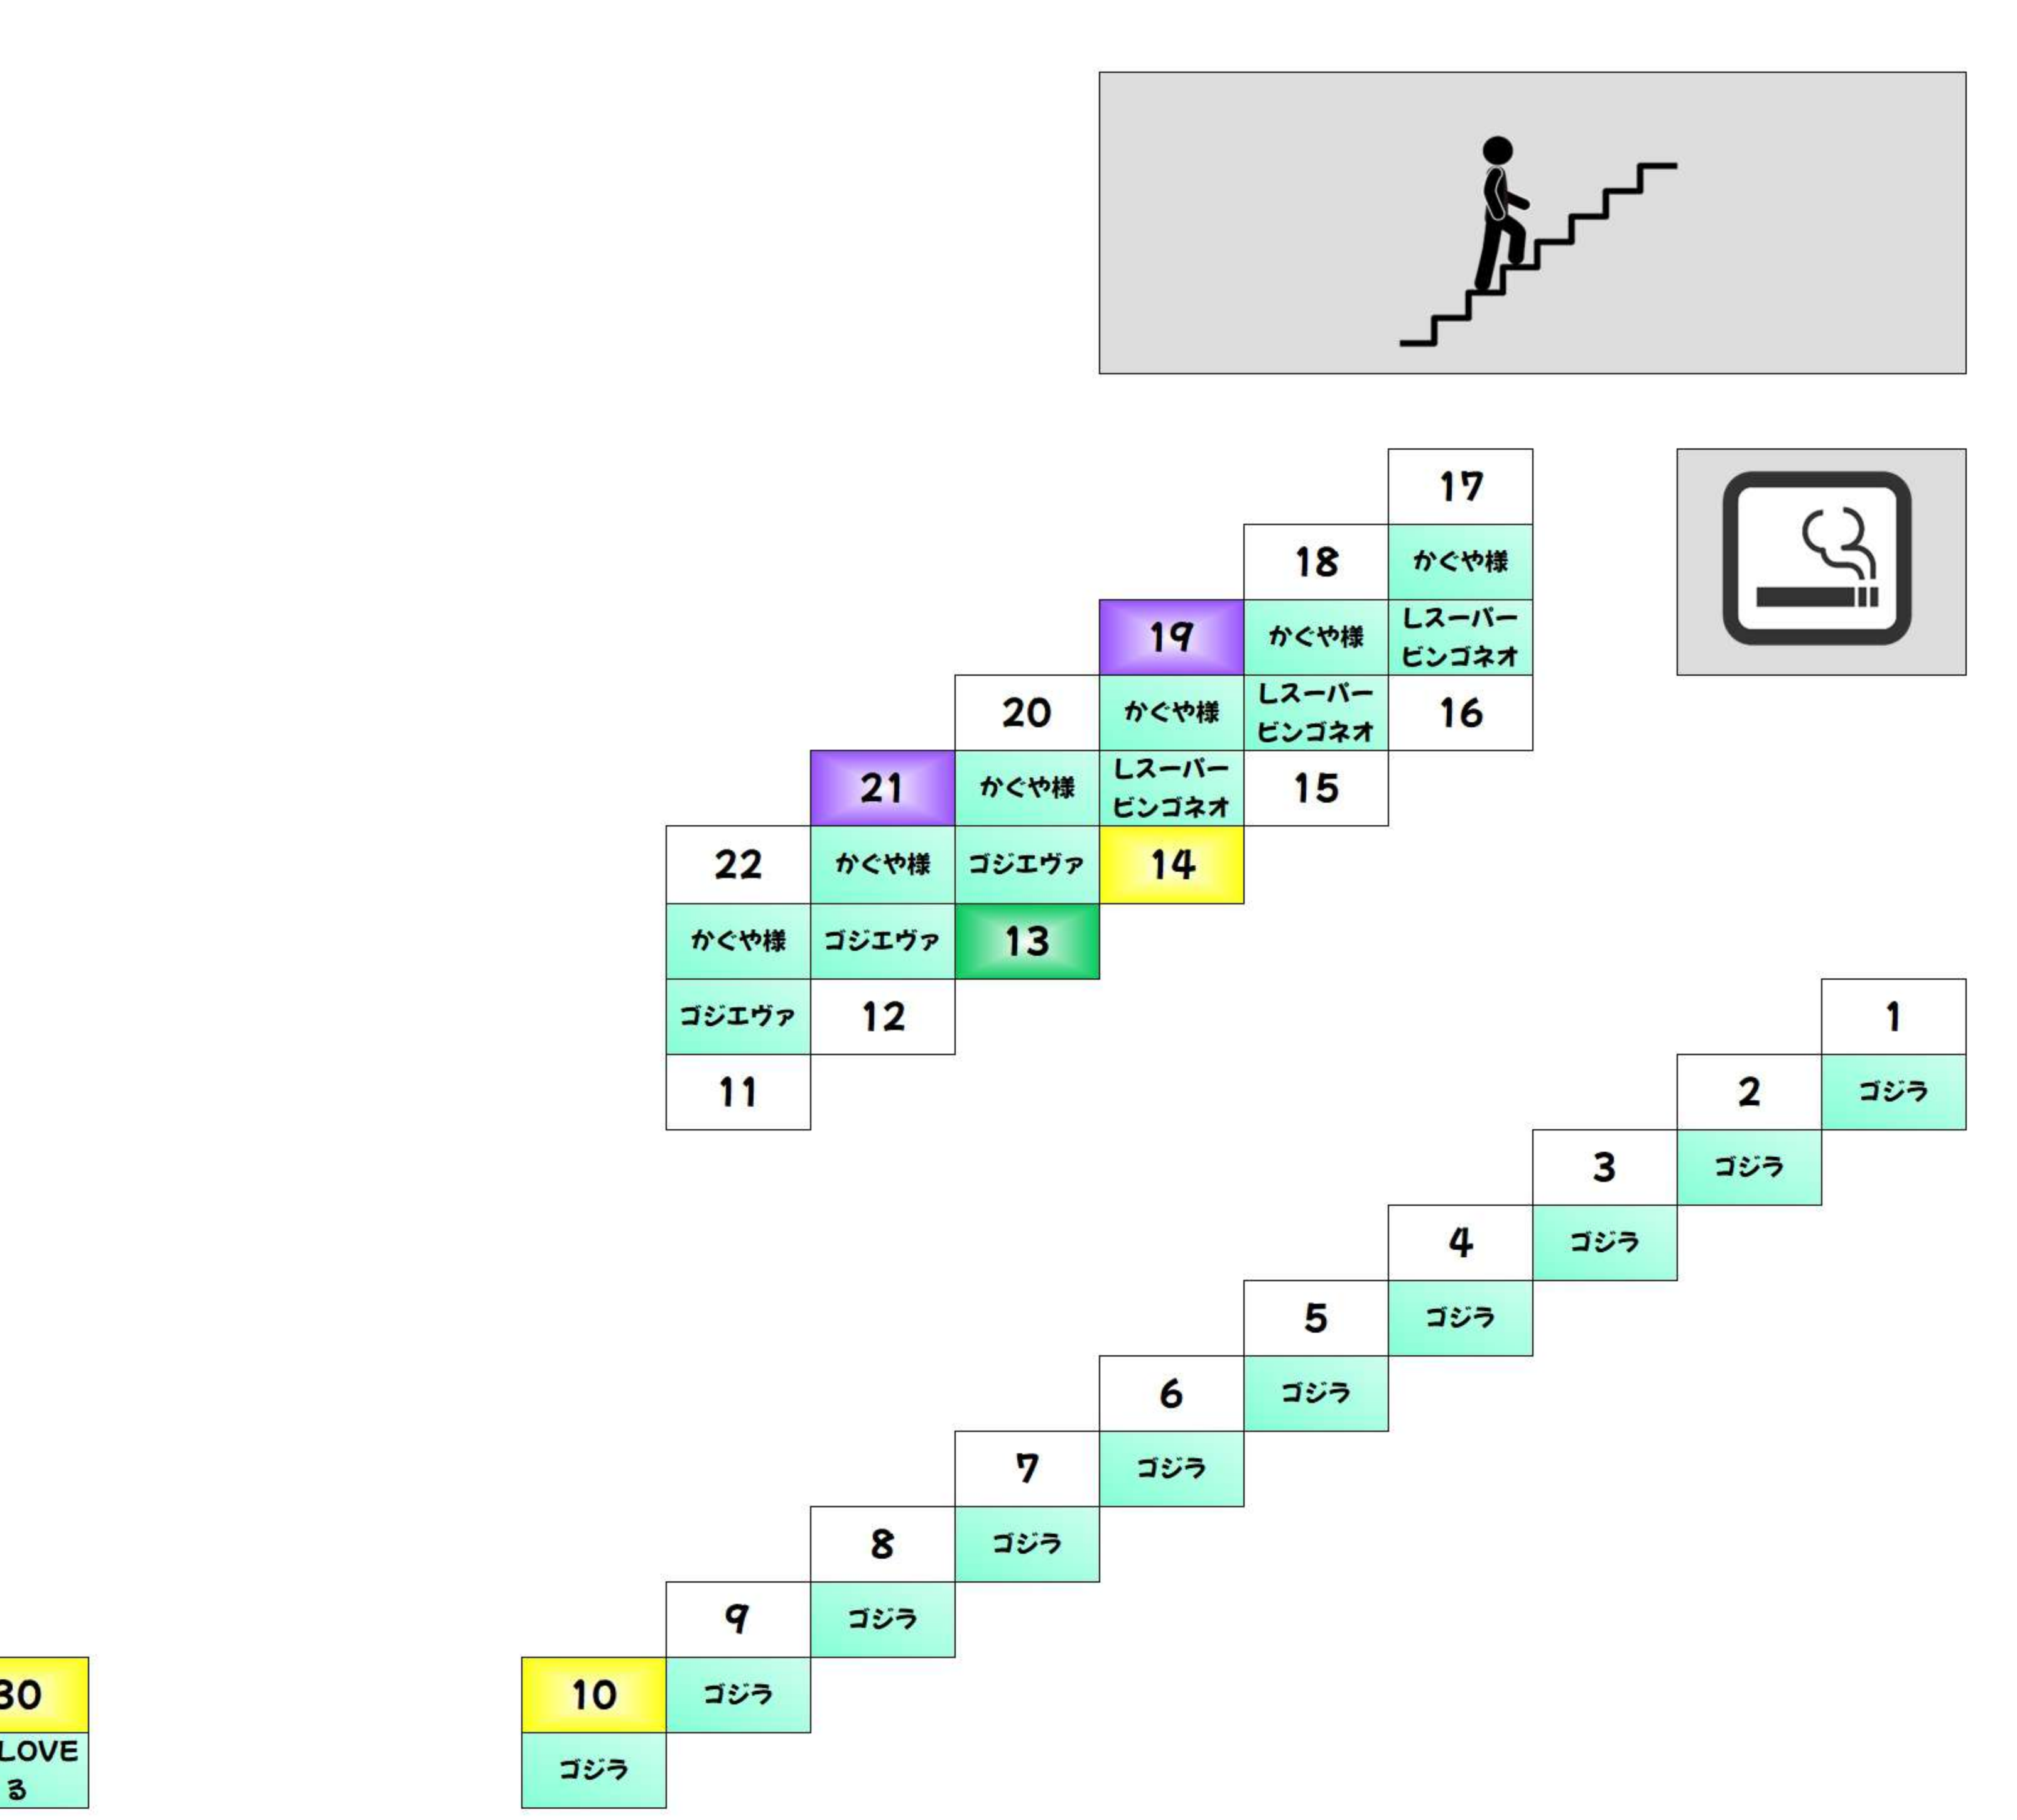 17
18
かぐや様
19
かぐや様
Lスーパー
ビンゴネオ
20
かぐや様
Lスーパー
ビンゴネオ
16
21
かぐや様
Lスーパー
ビンゴネオ
15
22
かぐや様
ゴジエヴァ
14
かぐや様
ゴジエヴァ
13
ゴジエヴァ
12
1
11
2
ゴジラ
3
ゴジラ
4
ゴジラ
5
ゴジラ
6
ゴジラ
7
ゴジラ
8
ゴジラ
9
ゴジラ
30
10
ゴジラ
LOVE
る
ゴジラ